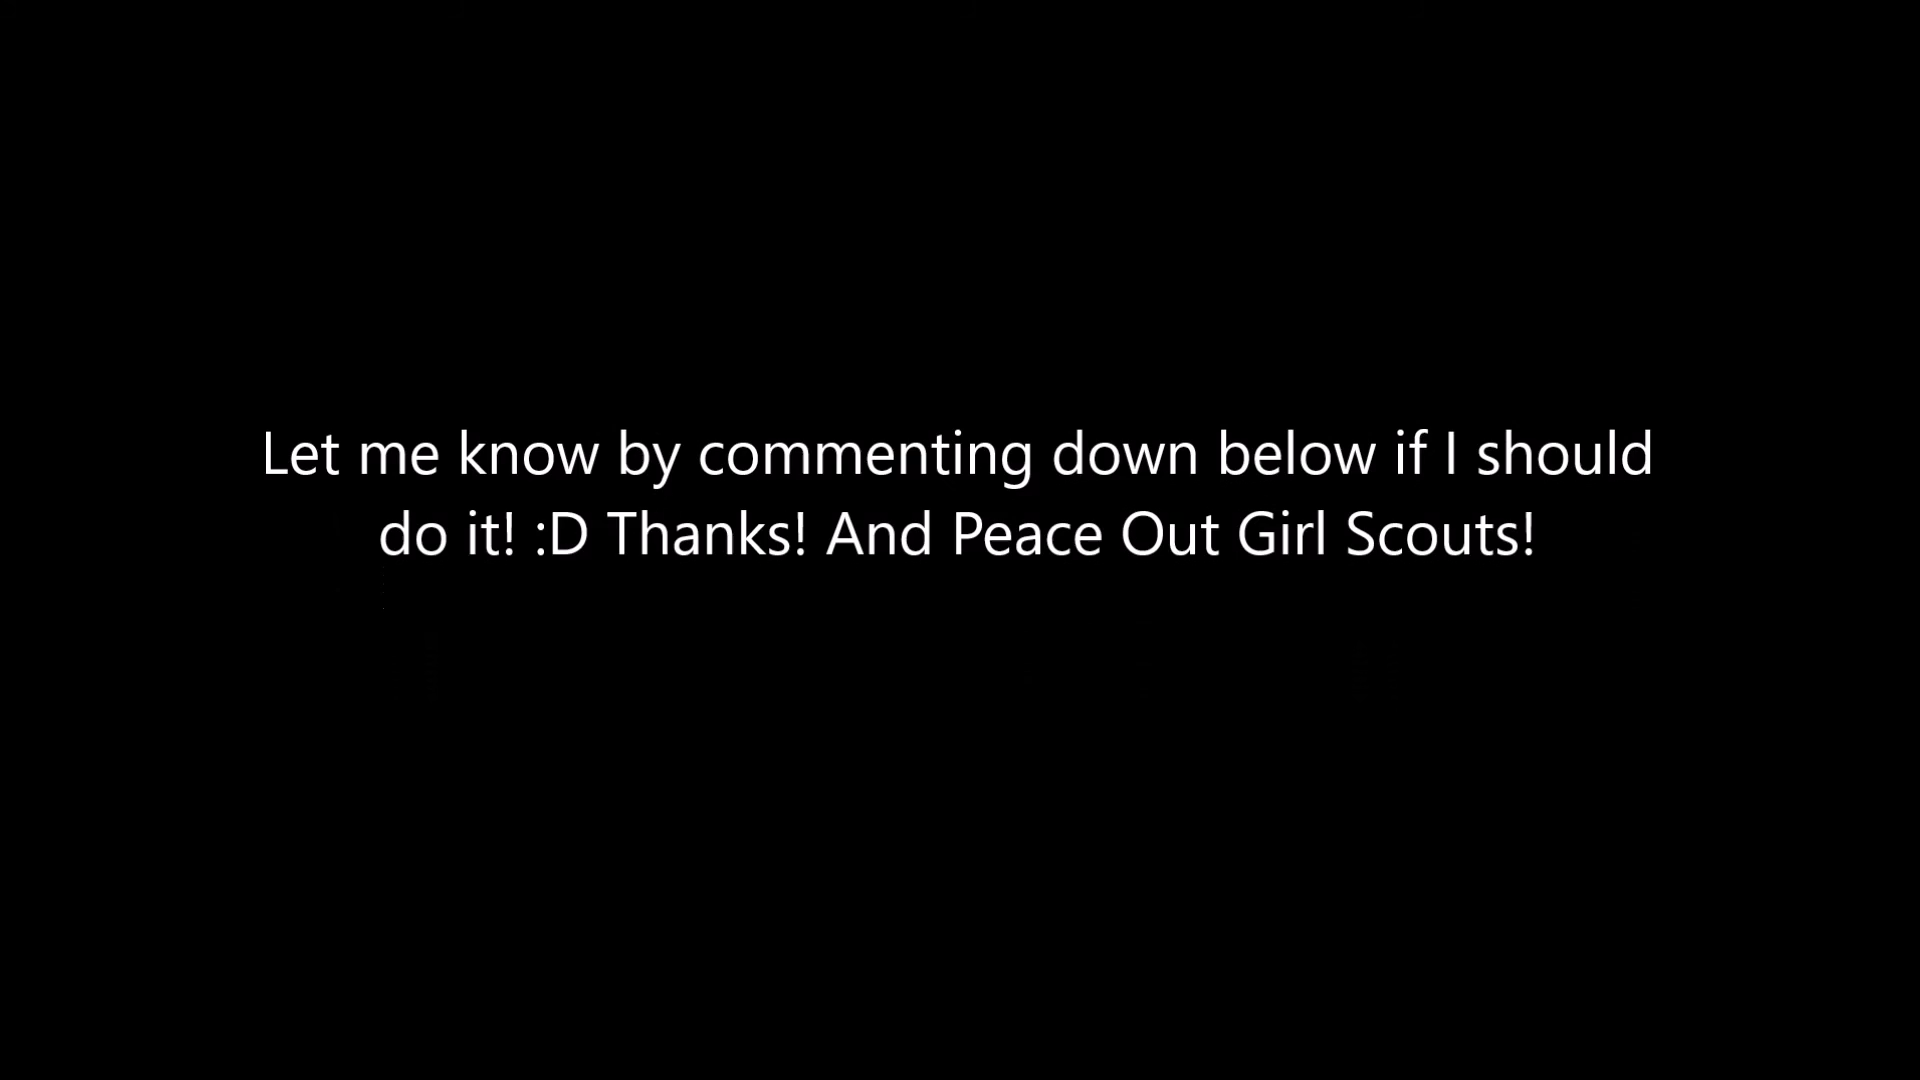 Let me know by commenting down below if I should
do it! :D Thanks! And Peace Out Girl Scouts!